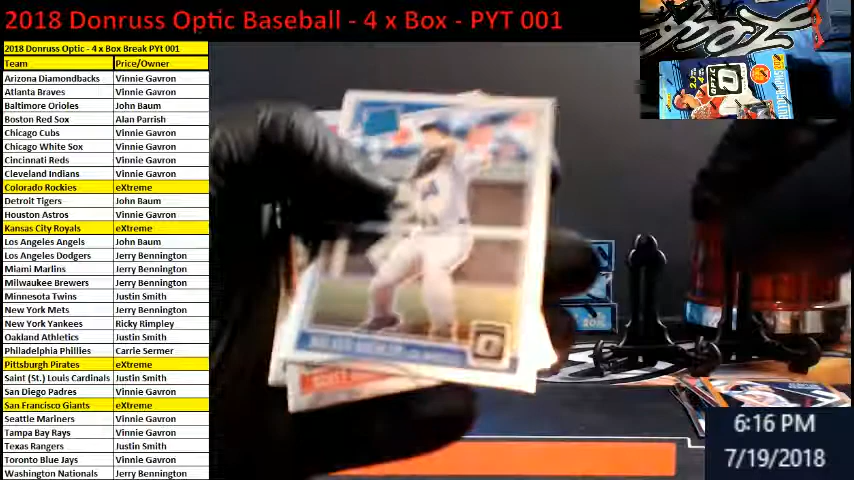 2018 Donruss Optic Baseball - 4 x Box - PYT 001
2018 Donruss Optic - 4 x Box Break PYt 001
Team Price/Owner
Arizona Diamondbacks Vinnie Gavron
Atlanta Braves Vinnie Gavron
Baltimore Orioles John Baum
Boston Red Sox Alan Parrish
Chicago Cubs Vinnie Gavron
Chicago White Sox Vinnie Gavron
Cincinnati Reds Vinnie Gavron
Cleveland Indians Vinnie Gavron
Colorado Rockies eXtreme
Detroit Tigers John Baum
Houston Astros Vinnie Gavron
Kansas City Royals eXtreme
Los Angeles Angels John Baum
Los Angeles Dodgers Jerry Bennington
Miami Marlins Jerry Bennington
Milwaukee Brewers Jerry Bennington
Minnesota Twins Justin Smith
New York Mets Jerry Bennington
New York Yankees Ricky Rimpley
Oakland Athletics Justin Smith
Philadelphia Phillies Carrie Sermer
Pittsburgh Pirates eXtreme
Saint (St.) Louis Cardinals Justin Smith
San Diego Padres Vinnie Gavron
San Francisco Giants eXtreme
Seattle Mariners Vinnie Gavron
Tampa Bay Rays Vinnie Gavron
Texas Rangers Justin Smith
Toronto Blue Jays Vinnie Gavron
Washington Nationals Jerry Bennington
OPTIC
6:16 PM
7/19/2018